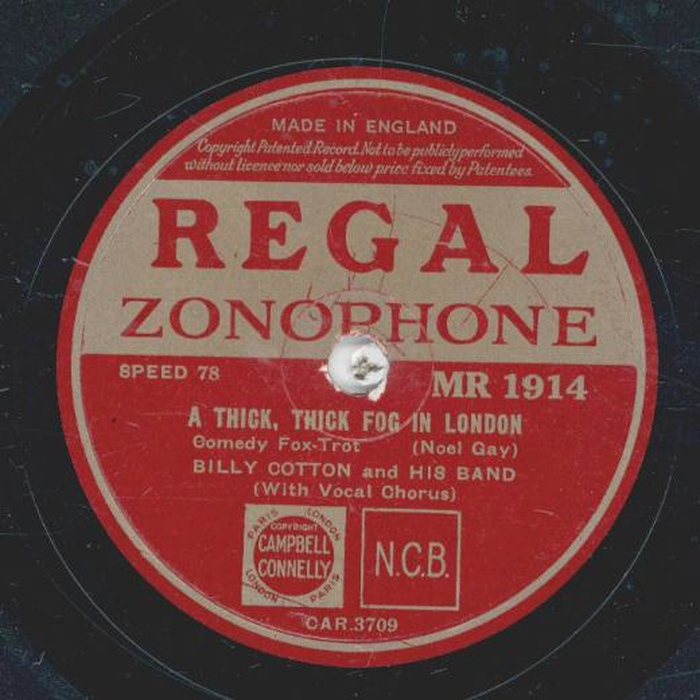 MADE IN ENGLAND
Copyright Patented Record. Not to be publicly performed
without licence nor sold below price fixed by Patentees.
REGAL
ZONOPHONE
SPEED 78
MR 1914
A THICK, THICK FOG IN LONDON
Comedy Fox-Trot (Noel Gay)
BILLY COTTON and HIS BAND
(With Vocal Chorus)
PARIS LONDON
COPYRIGHT
CAMPBELL
CONNELLY
LONDON PARIS
N.C.B.
CAR.3709